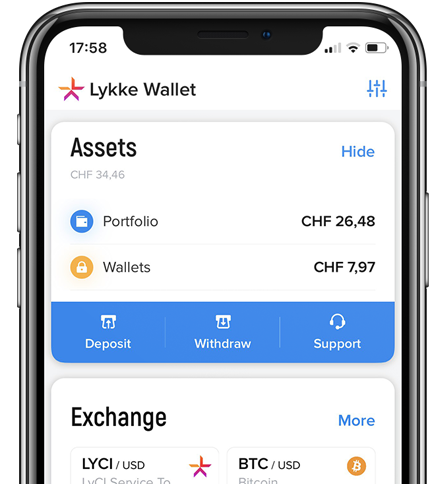 17:58
Lykke Wallet
Assets
Hide
CHF 34,46
Portfolio
CHF 26,48
Wallets
CHF 7,97
Deposit
Withdraw
Support
Exchange
More
LYCI / USD
BTC / USD
LyCI Service To
Bitcoin